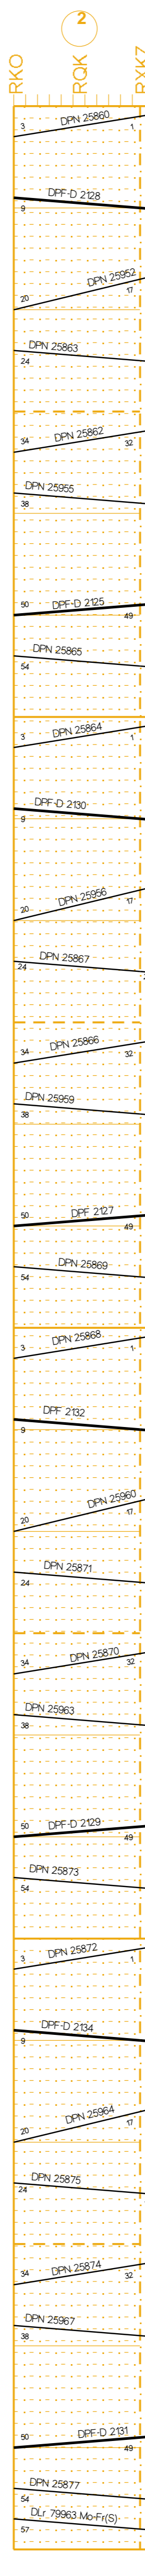 2
RKO RQK RXKZ
3 DPN 25860 1
DPF-D 2128
9
DPN 25952
20 17
DPN 25863
24
34 DPN 25862 32
DPN 25955
38
50 DPF-D 2125 49
DPN 25865
54
3 DPN 25864 1
DPF-D 2130
9
DPN 25956
20 17
DPN 25867
24
34 DPN 25866 32
DPN 25959
38
50 DPF 2127 49
DPN 25869
54
3 DPN 25868 1
DPF 2132
9
DPN 25960
20 17
DPN 25871
24
34 DPN 25870 32
DPN 25963
38
50 DPF-D 2129 49
DPN 25873
54
3 DPN 25872 1
DPF-D 2134
9
DPN 25964
20 17
DPN 25875
24
34 DPN 25874 32
DPN 25967
38
50 DPF-D 2131 49
DPN 25877
54
DLr 79963 Mo-Fr(S)
57